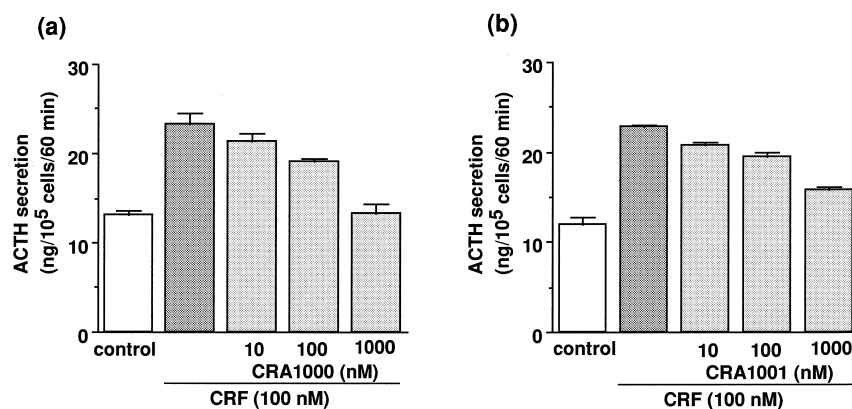 (a)
ACTH secretion
(ng/10⁵ cells/60 min)
30
20
10
0
control
10 100 1000
CRA1000 (nM)
CRF (100 nM)
(b)
ACTH secretion
(ng/10⁵ cells/60 min)
30
20
10
0
control
10 100 1000
CRA1001 (nM)
CRF (100 nM)